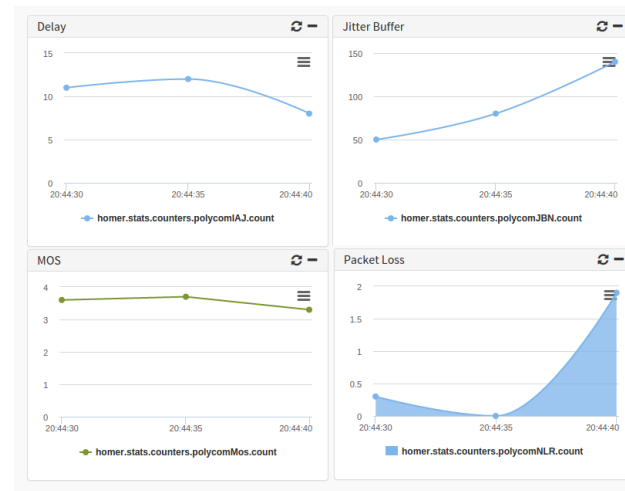 Delay
15
10
5
0
20:44:30 20:44:35 20:44:40
homer.stats.counters.polycomIAJ.count
Jitter Buffer
150
100
50
0
20:44:30 20:44:35 20:44:40
homer.stats.counters.polycomJBN.count
MOS
4
3
2
1
0
20:44:30 20:44:35 20:44:40
homer.stats.counters.polycomMos.count
Packet Loss
2
1.5
1
0.5
0
20:44:30 20:44:35 20:44:40
homer.stats.counters.polycomNLR.count